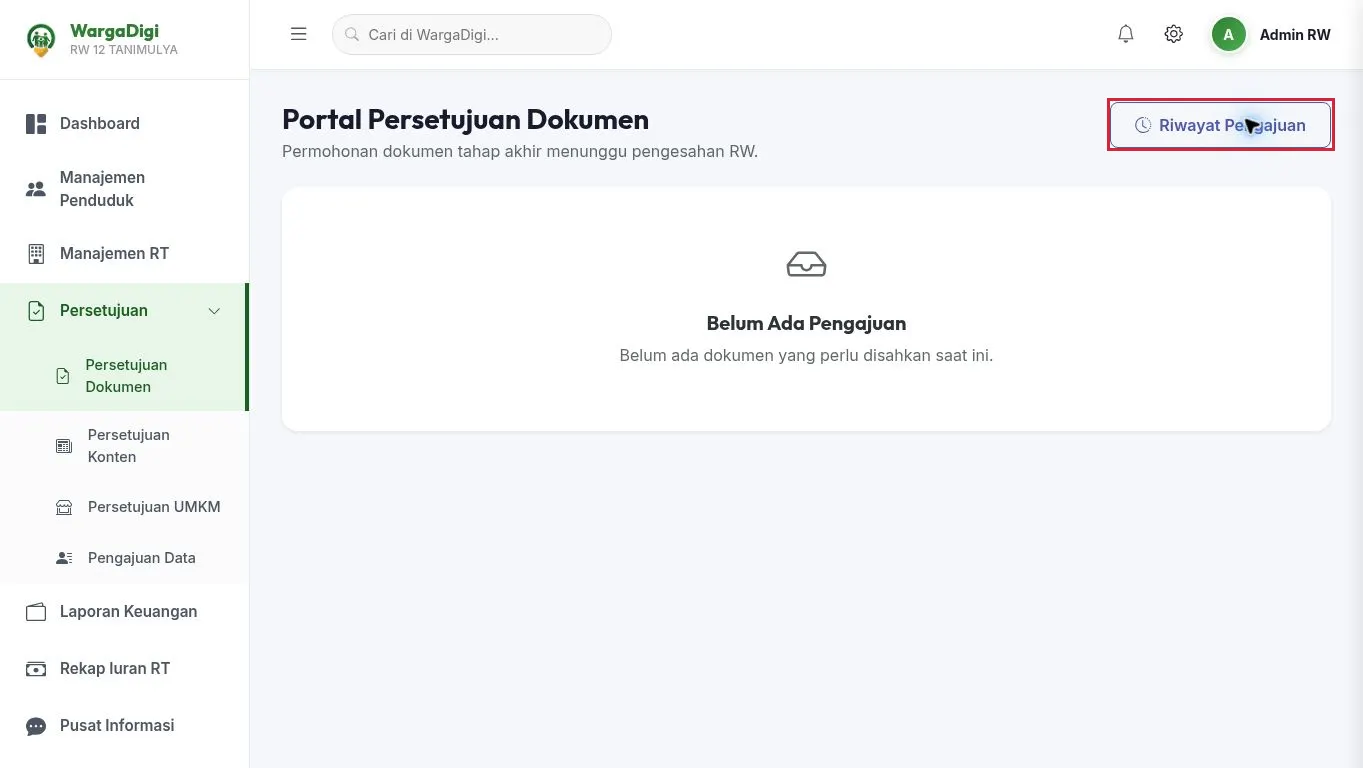 WargaDigi
RW 12 TANIMULYA
Cari di WargaDigi...
A
Admin RW
Dashboard
Manajemen
Penduduk
Manajemen RT
Persetujuan
Persetujuan
Dokumen
Persetujuan
Konten
Persetujuan UMKM
Pengajuan Data
Laporan Keuangan
Rekap Iuran RT
Pusat Informasi
Portal Persetujuan Dokumen
Permohonan dokumen tahap akhir menunggu pengesahan RW.
Riwayat Pengajuan
Belum Ada Pengajuan
Belum ada dokumen yang perlu disahkan saat ini.